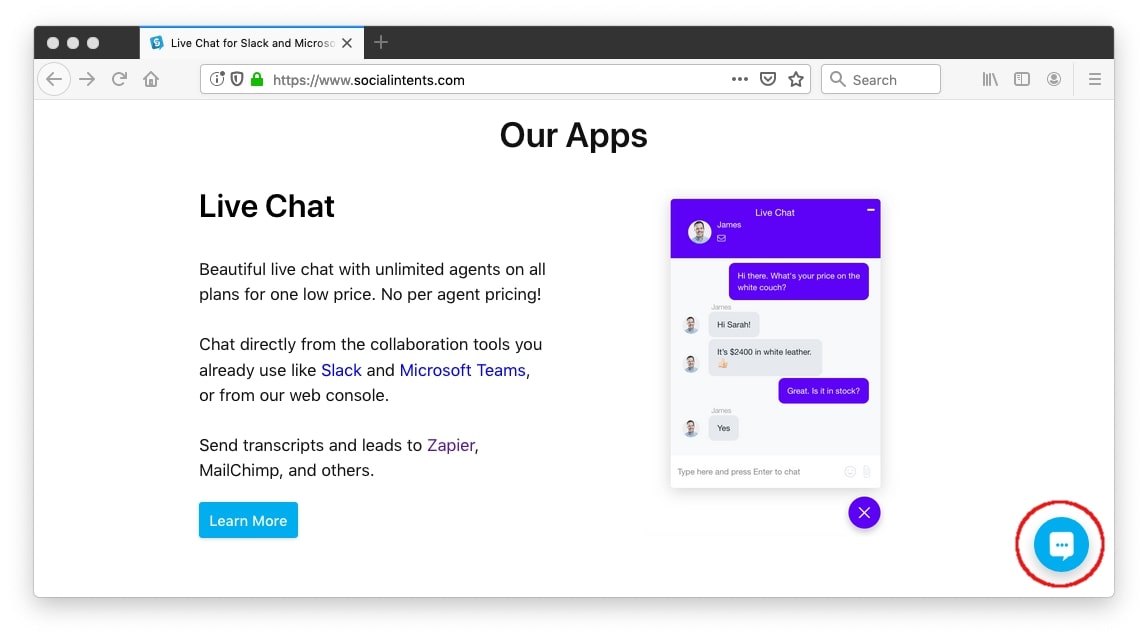 Live Chat for Slack and Microso
https://www.socialintents.com
Search
Our Apps
Live Chat
Beautiful live chat with unlimited agents on all
plans for one low price. No per agent pricing!
Chat directly from the collaboration tools you
already use like Slack and Microsoft Teams,
or from our web console.
Send transcripts and leads to Zapier,
MailChimp, and others.
Learn More
Live Chat
James
Hi there. What's your price on the
white couch?
James
Hi Sarah!
It's $2400 in white leather.
Great. Is it in stock?
James
Yes
Type here and press Enter to chat